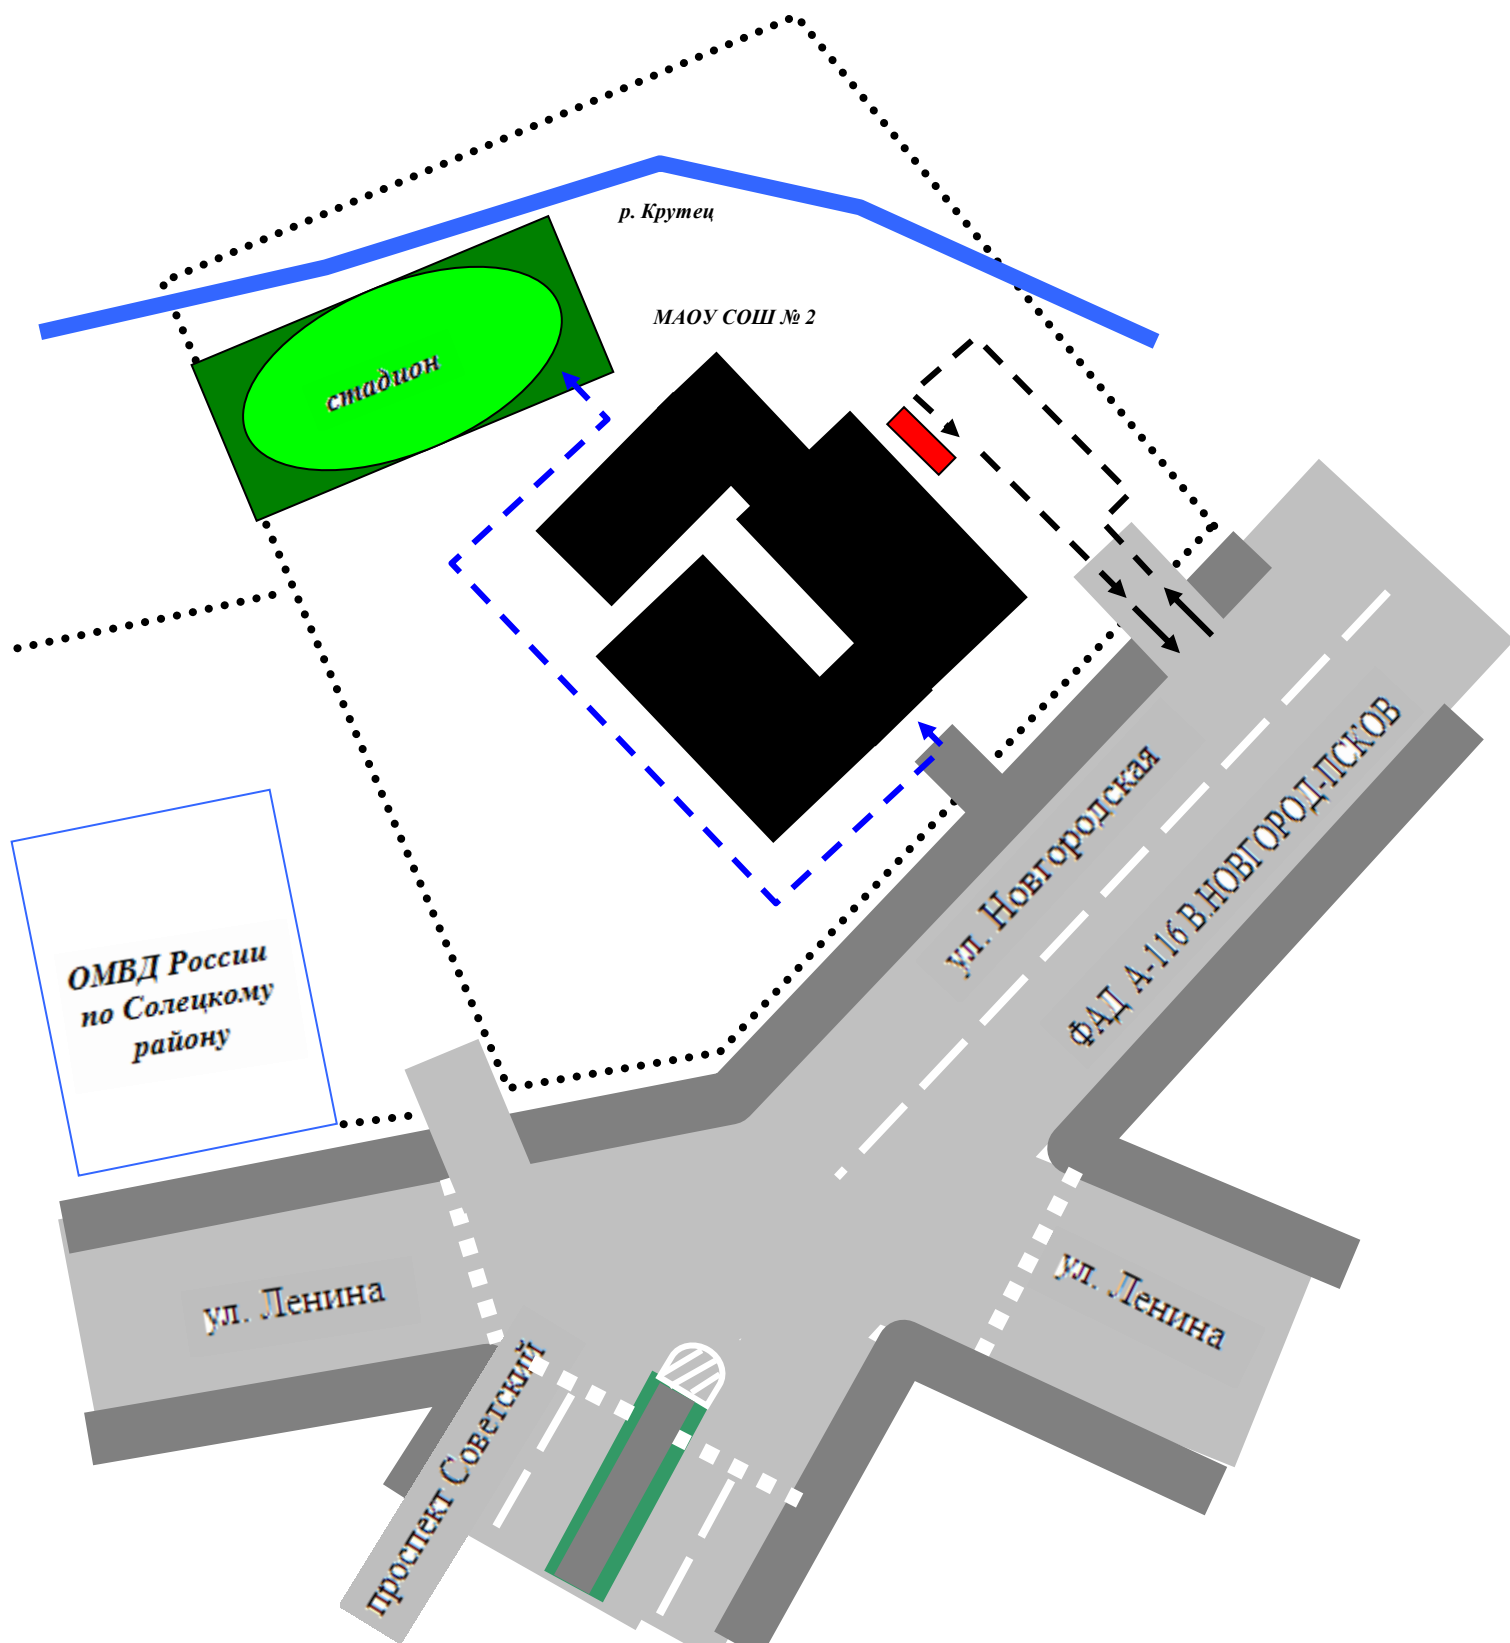 р. Крутец
МАОУ СОШ № 2
стадион
ул. Новгородская
ФАД А-116 В.НОВГОРОД-ПСКОВ
ОМВД России
по Солецкому
району
ул. Ленина
ул. Ленина
проспект Советский